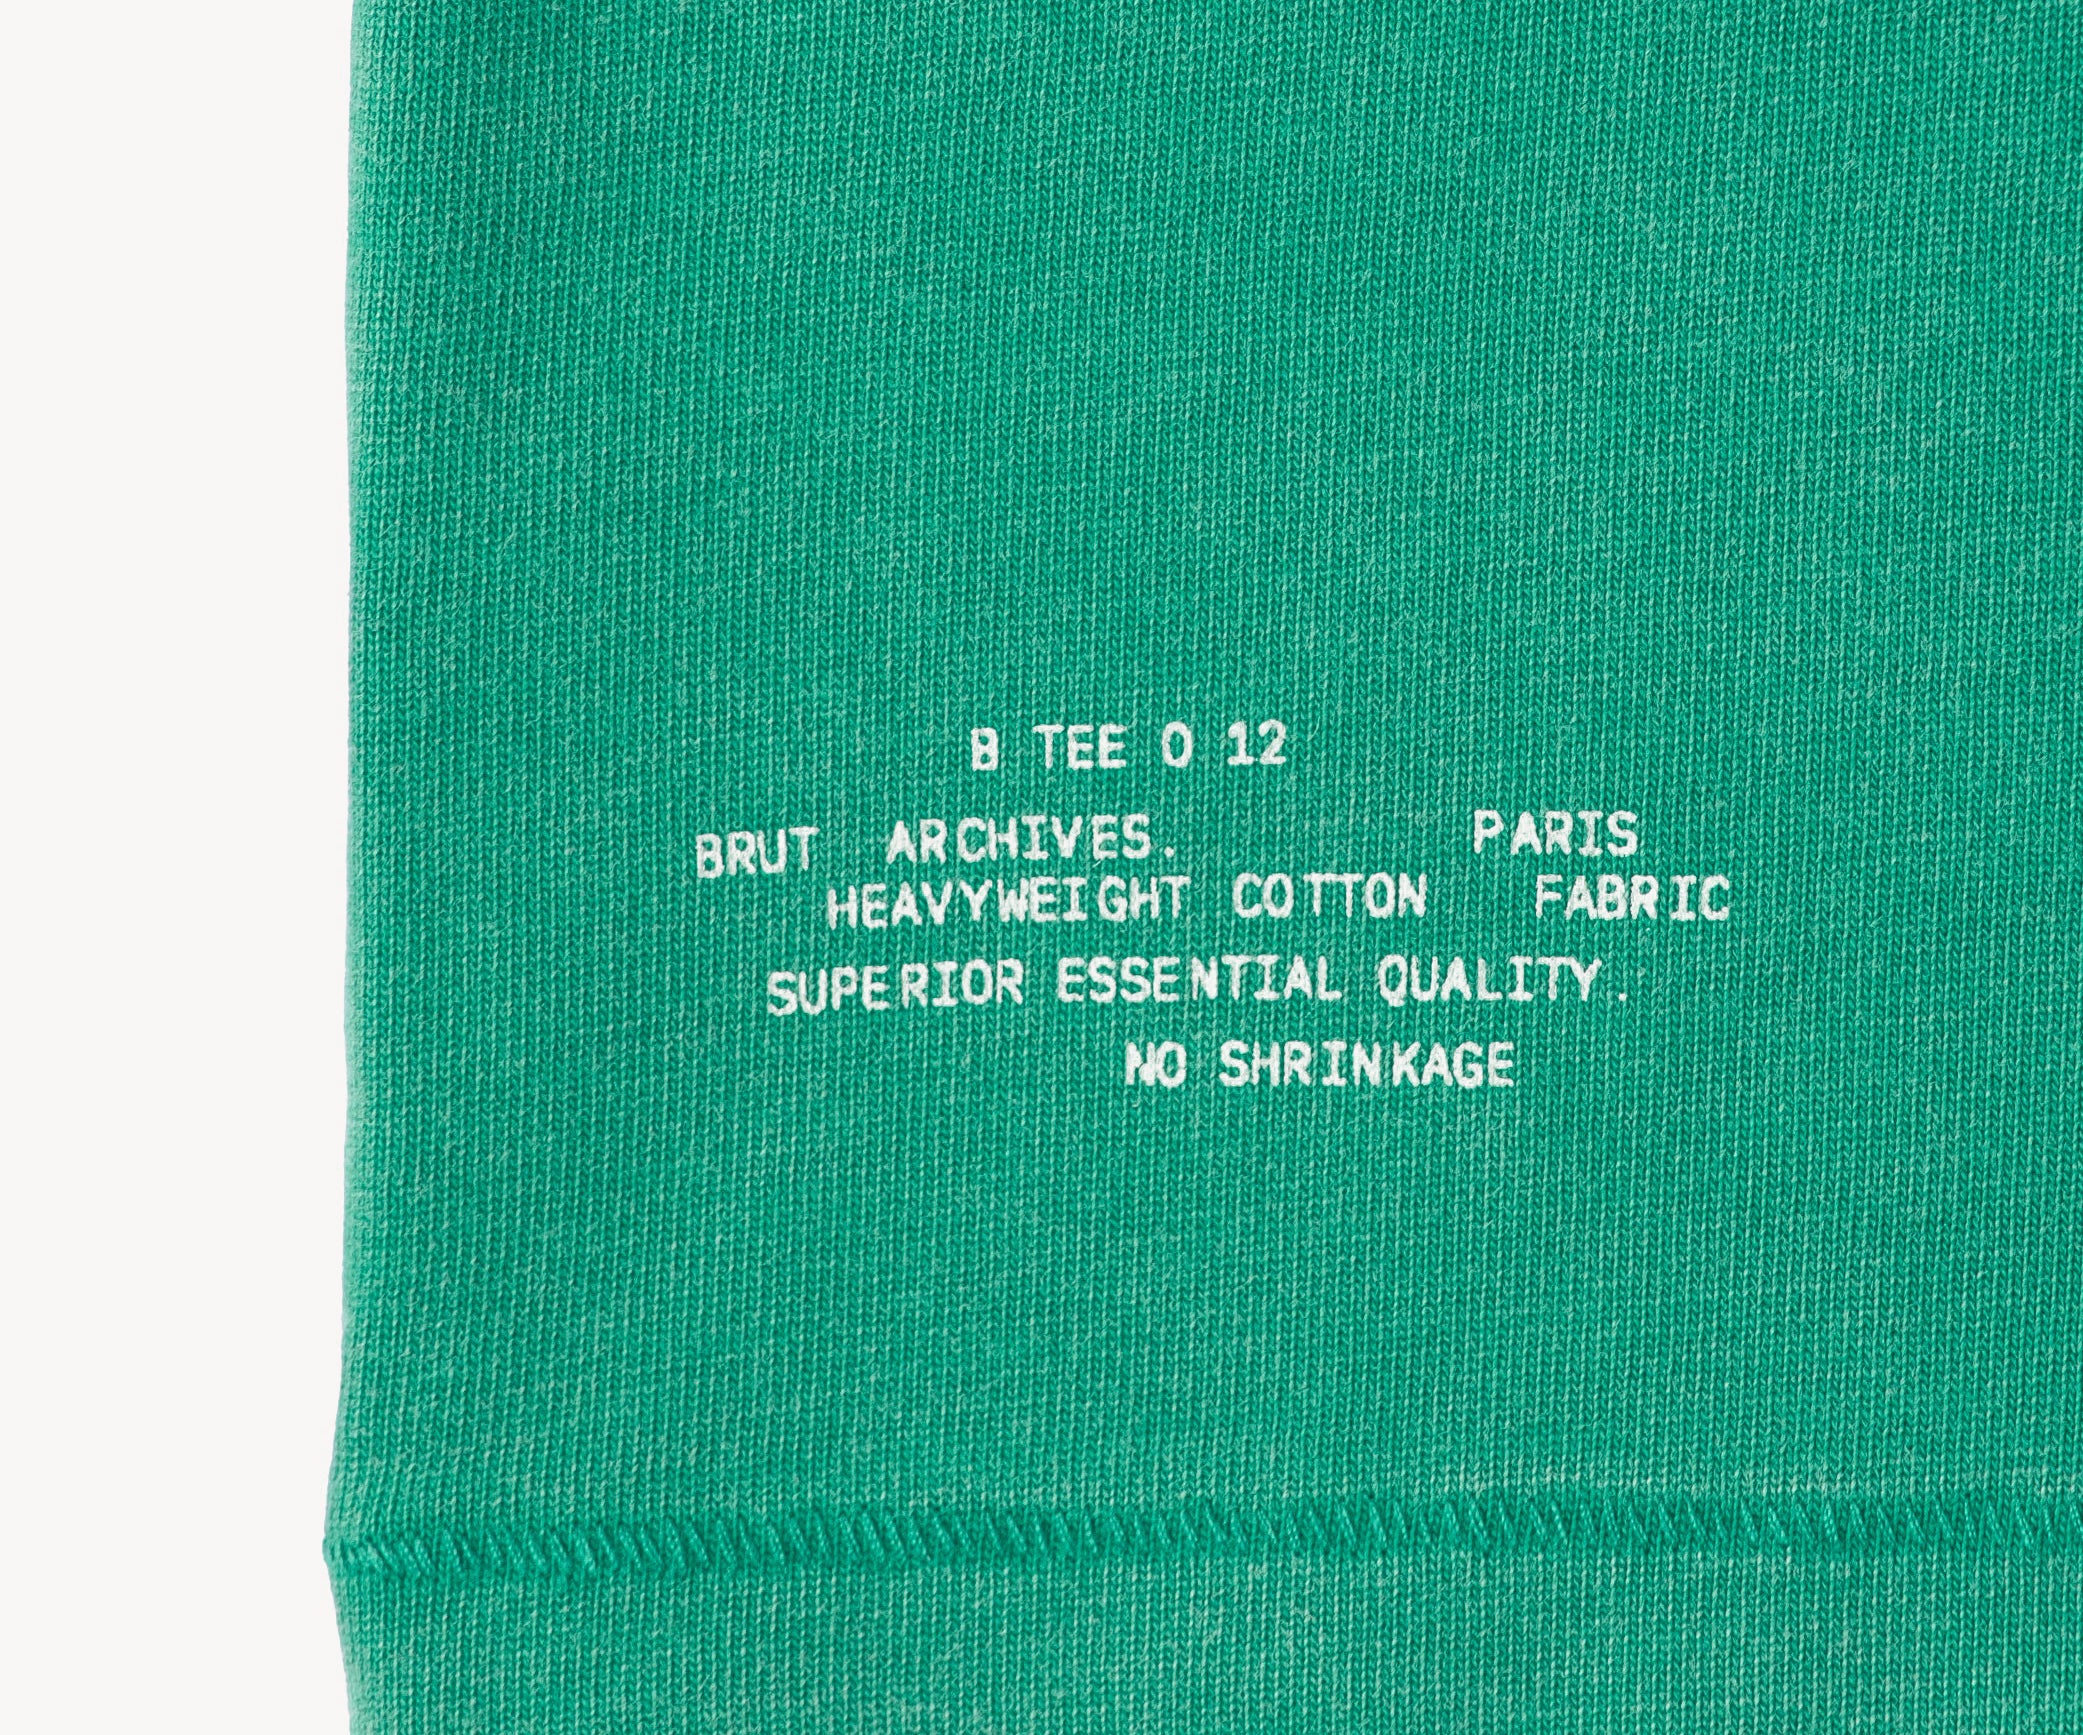 B TEE 0 12
BRUT ARCHIVES. PARIS
HEAVYWEIGHT COTTON FABRIC
SUPERIOR ESSENTIAL QUALITY.
NO SHRINKAGE